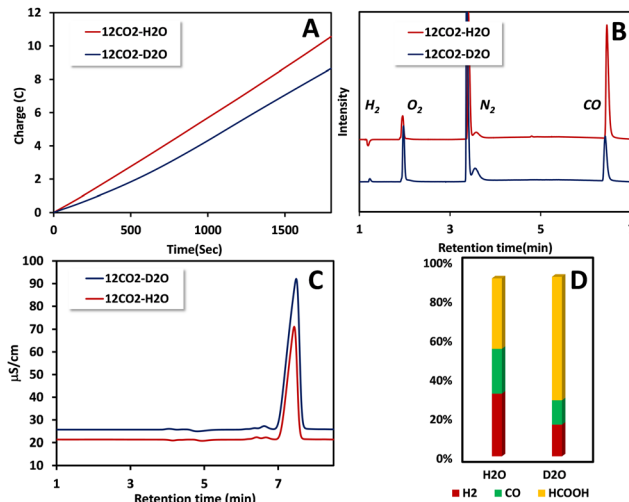 12
10
8
6
4
2
0
Charge (C)
12CO2-H2O
12CO2-D2O
A
0
500
1000
1500
Time(Sec)
B
12CO2-H2O
12CO2-D2O
Intensity
H2
O2
N2
CO
1
3
5
7
Retention time(min)
100
90
80
70
60
50
40
30
20
10
µS/cm
12CO2-D2O
12CO2-H2O
C
1
3
5
7
Retention time (min)
100%
80%
60%
40%
20%
0%
D
H2O
D2O
H2 CO HCOOH